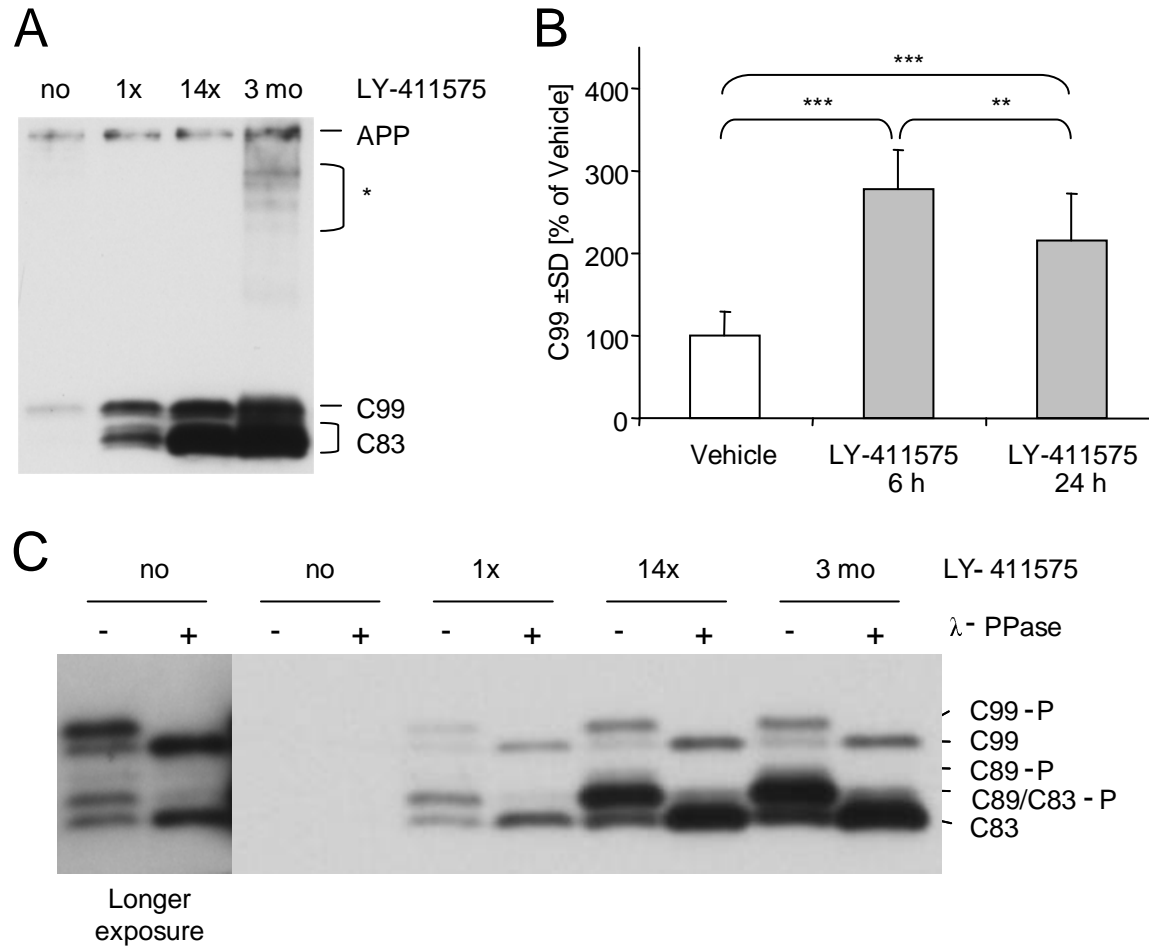 A
no 1x 14x 3 mo LY-411575
APP
*
C99
C83
B
C99 ±SD [% of Vehicle]
400
300
200
100
0
***
*** **
Vehicle LY-411575 LY-411575
6 h 24 h
C
no no 1x 14x 3 mo LY- 411575
- + - + - + - + - + λ- PPase
C99 - P
C99
C89 - P
C89/C83 - P
C83
Longer
exposure